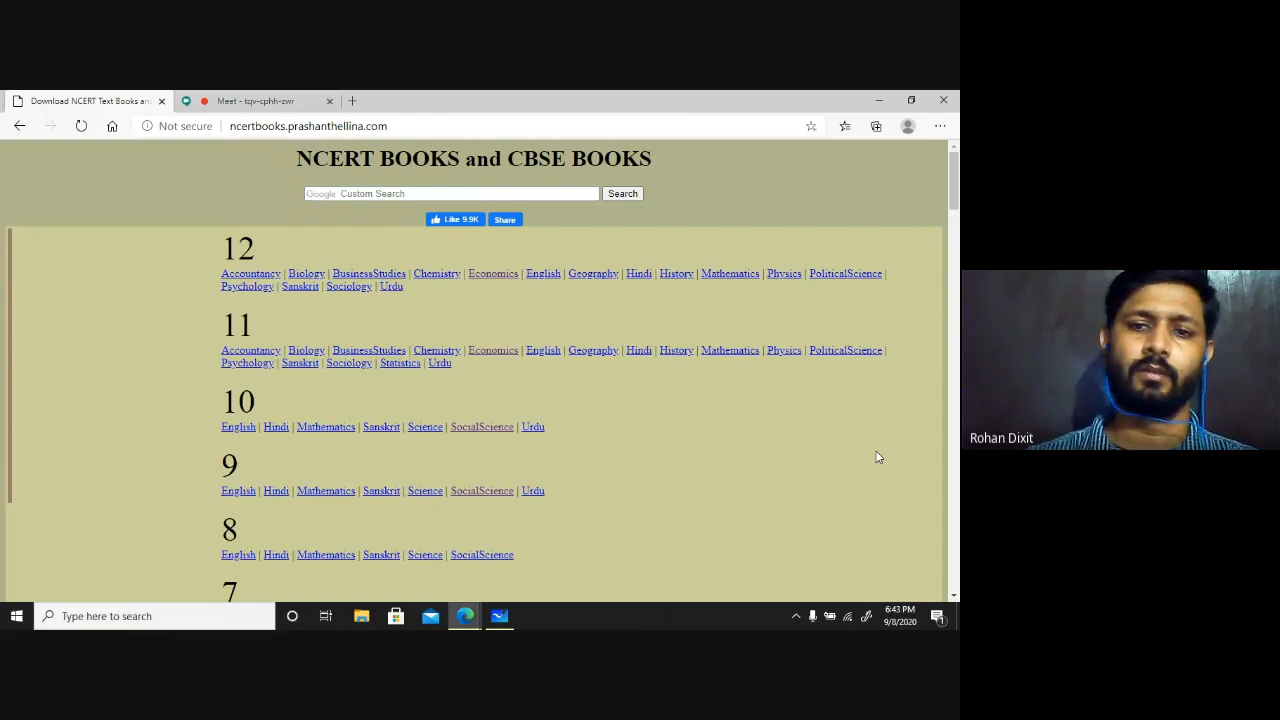 Download NCERT Text Books an
Meet - tqv-cphh-zwr
Not secure | ncertbooks.prashanthellina.com
NCERT BOOKS and CBSE BOOKS
Google Custom Search
Search
Like 9.9K
Share
12
Accountancy | Biology | BusinessStudies | Chemistry | Economics | English | Geography | Hindi | History | Mathematics | Physics | PoliticalScience |
Psychology | Sanskrit | Sociology | Urdu
11
Accountancy | Biology | BusinessStudies | Chemistry | Economics | English | Geography | Hindi | History | Mathematics | Physics | PoliticalScience |
Psychology | Sanskrit | Sociology | Statistics | Urdu
10
English | Hindi | Mathematics | Sanskrit | Science | SocialScience | Urdu
Rohan Dixit
9
English | Hindi | Mathematics | Sanskrit | Science | SocialScience | Urdu
8
English | Hindi | Mathematics | Sanskrit | Science | SocialScience
7
Type here to search
6:43 PM
9/8/2020
1